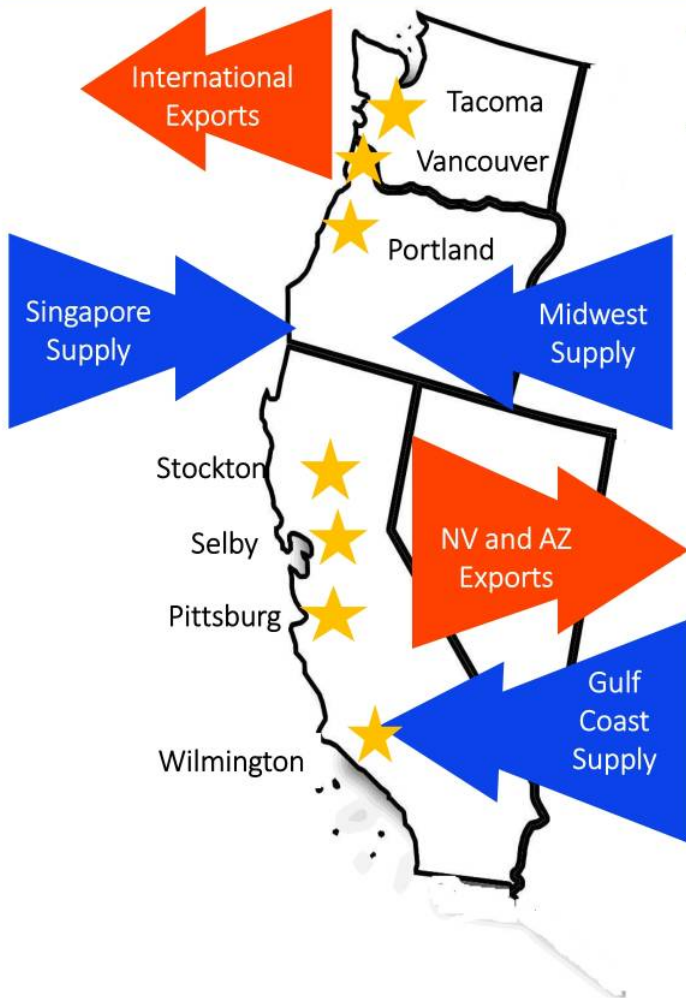 International
Exports
Tacoma
Vancouver
Portland
Singapore
Supply
Midwest
Supply
Stockton
Selby
NV and AZ
Exports
Pittsburg
Gulf
Coast
Supply
Wilmington